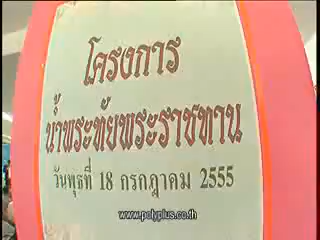 โครงการ
น้ำพระทัยพระราชทาน
วันพุธที่ 18 กรกฎาคม 2555
www.polyplus.co.th